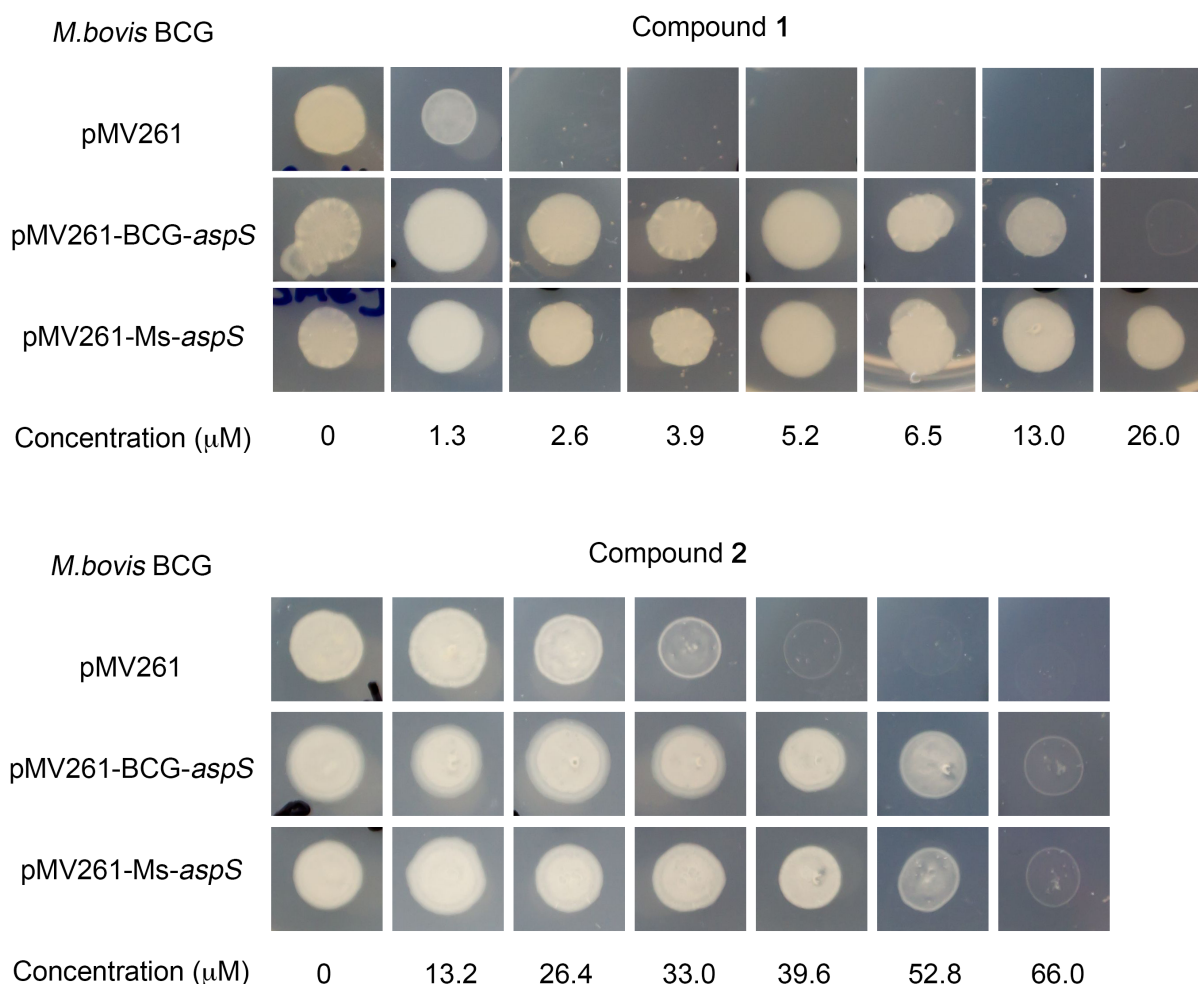 M.bovis BCG
Compound 1
pMV261
pMV261-BCG-aspS
pMV261-Ms-aspS
Concentration (μM) 0 1.3 2.6 3.9 5.2 6.5 13.0 26.0
M.bovis BCG
Compound 2
pMV261
pMV261-BCG-aspS
pMV261-Ms-aspS
Concentration (μM) 0 13.2 26.4 33.0 39.6 52.8 66.0